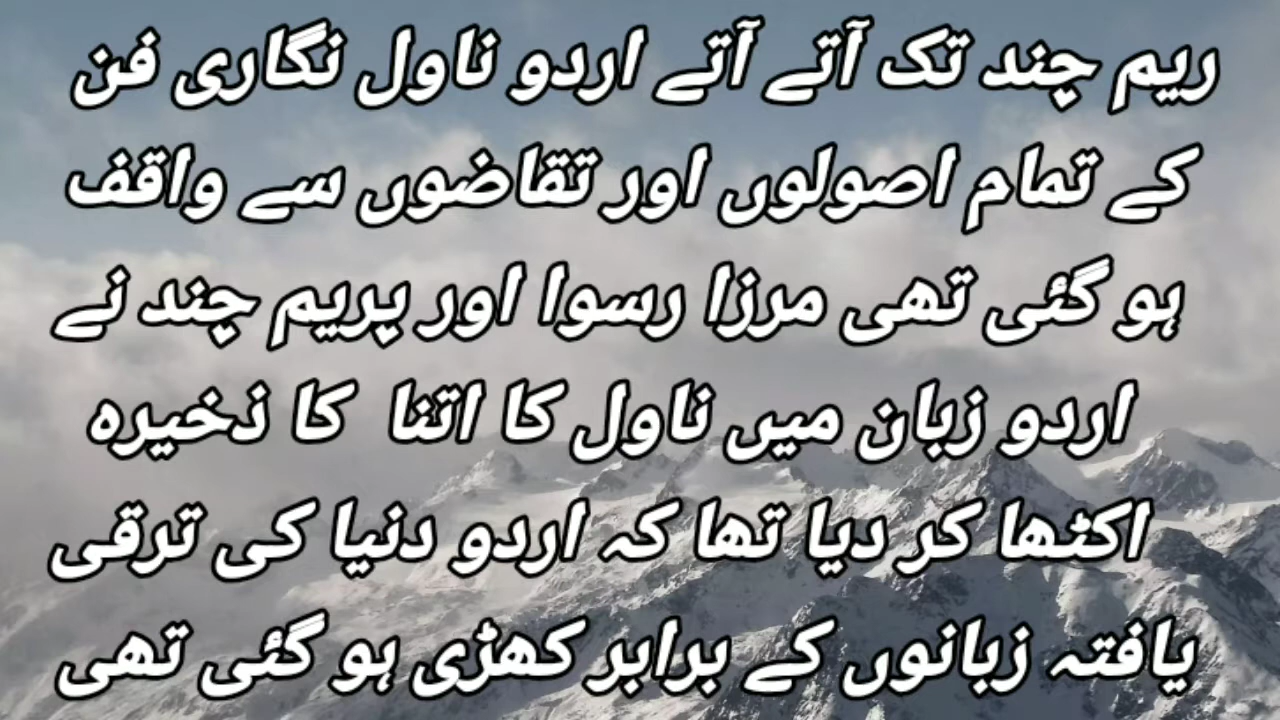 ریم چند تک آتے آتے اردو ناول نگاری فن
کے تمام اصولوں اور تقاضوں سے واقف
ہو گئی تھی مرزا رسوا اور پریم چند نے
اردو زبان میں ناول کا اتنا کا ذخیرہ
اکٹھا کر دیا تھا کہ اردو دنیا کی ترقی
یافتہ زبانوں کے برابر کھڑی ہو گئی تھی